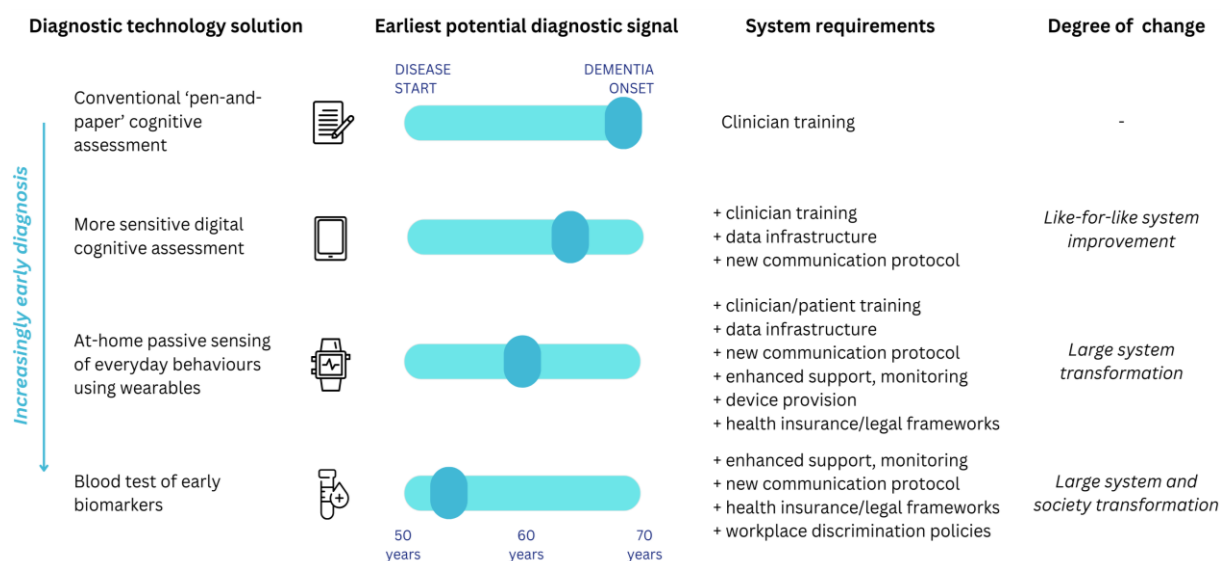 Diagnostic technology solution
Earliest potential diagnostic signal
System requirements
Degree of change
Increasingly early diagnosis
DISEASE
START
DEMENTIA
ONSET
Conventional ‘pen-and-
paper’ cognitive
assessment
Clinician training
-
More sensitive digital
cognitive assessment
+ clinician training
+ data infrastructure
+ new communication protocol
Like-for-like system
improvement
At-home passive sensing
of everyday behaviours
using wearables
+ clinician/patient training
+ data infrastructure
+ new communication protocol
+ enhanced support, monitoring
+ device provision
+ health insurance/legal frameworks
Large system
transformation
Blood test of early
biomarkers
+ enhanced support, monitoring
+ new communication protocol
+ health insurance/legal frameworks
+ workplace discrimination policies
Large system and
society transformation
50
years
60
years
70
years